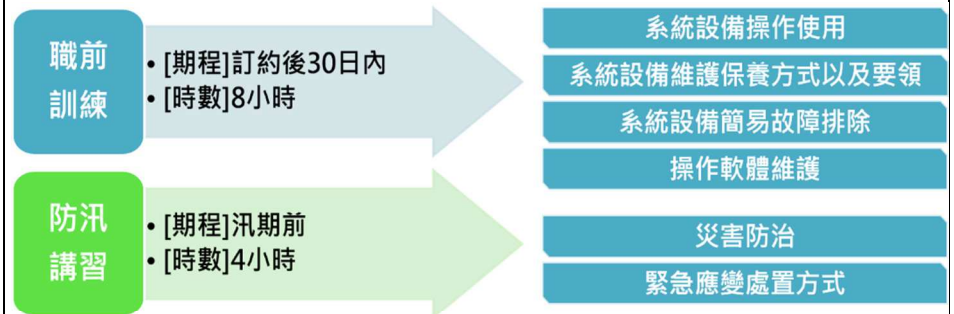 職前
訓練
• [期程]訂約後30日內
• [時數]8小時
系統設備操作使用
系統設備維護保養方式以及要領
系統設備簡易故障排除
操作軟體維護
防汛
講習
• [期程]汛期前
• [時數]4小時
災害防治
緊急應變處置方式